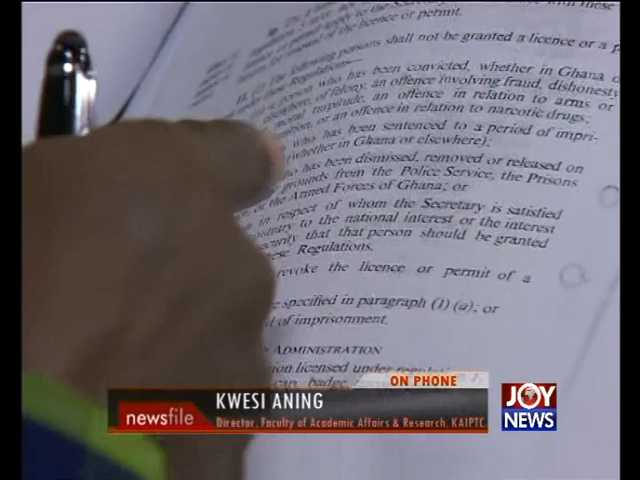 the licence or permit.
persons shall not be granted a licence or a
The following persons
Regulations—
a person who has been convicted, whether in Ghana
of felony, an offence involving fraud, dishonesty
turpitude, an offence in relation to arms or
or an offence in relation to narcotic drugs;
who has been sentenced to a period of impri-
(whether in Ghana or elsewhere);
has been dismissed, removed or released on
grounds from the Police Service, the Prisons
or the Armed Forces of Ghana; or
in respect of whom the Secretary is satisfied
to the national interest or the interest
that that person should be granted
Regulations.
revoke the licence or permit of a
specified in paragraph (1) (a); or
of imprisonment.
ADMINISTRATION
licensed under
badge
ON PHONE
KWESI ANING
newsfile
Director, Faculty of Academic Affairs & Research, KAIPTC
JOY
NEWS